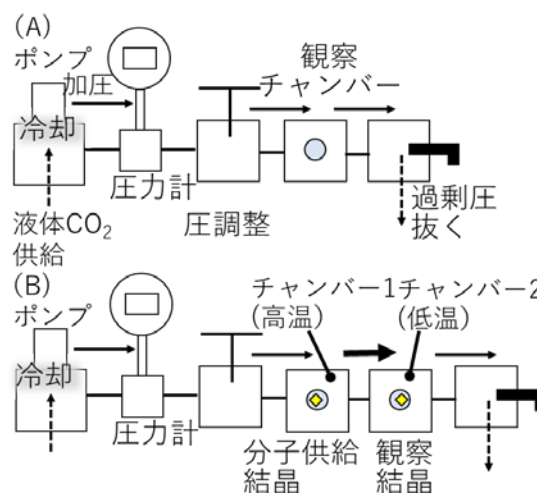 (A)
ポンプ
加圧
観察
チャンバー
冷却
圧力計
圧調整
液体CO₂
供給
過剰圧
抜く
(B)
ポンプ
チャンバー1チャンバー2
(高温) (低温)
冷却
圧力計
分子供給 観察
結晶 結晶